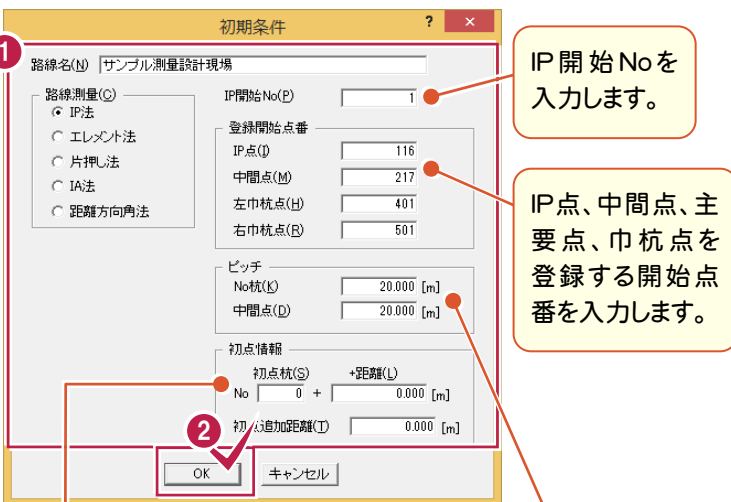 初期条件
? ×
1
路線名(N) サンプル測量設計現場
路線測量(C)
IP法
エレメント法
片押し法
IA法
距離方向角法
IP開始No(P) 1
登録開始点番
IP点(I) 116
中間点(M) 217
左巾杭点(H) 401
右巾杭点(R) 501
ピッチ
No杭(K) 20.000 [m]
中間点(D) 20.000 [m]
初点情報
初点杭(S) +距離(L)
No 0 + 0.000 [m]
初点追加距離(T) 0.000 [m]
2
OK キャンセル
IP開始Noを
入力します。
IP点、中間点、主
要点、巾杭点を
登録する開始点
番を入力します。